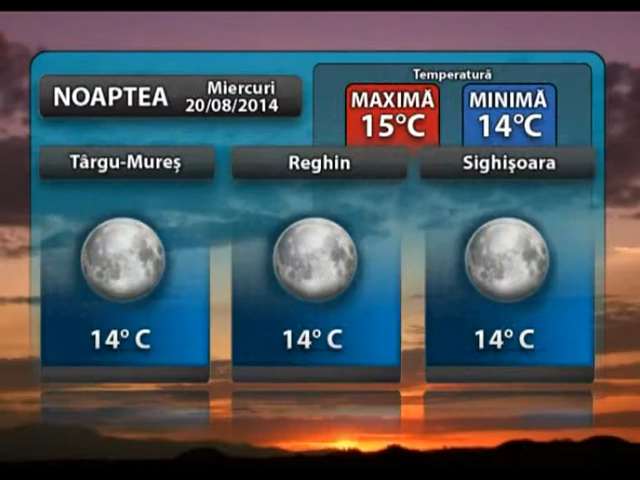 NOAPTEA
Miercuri
20/08/2014
Temperatură
MAXIMĂ
15°C
MINIMĂ
14°C
Târgu-Mureş
Reghin
Sighişoara
14° C
14° C
14° C